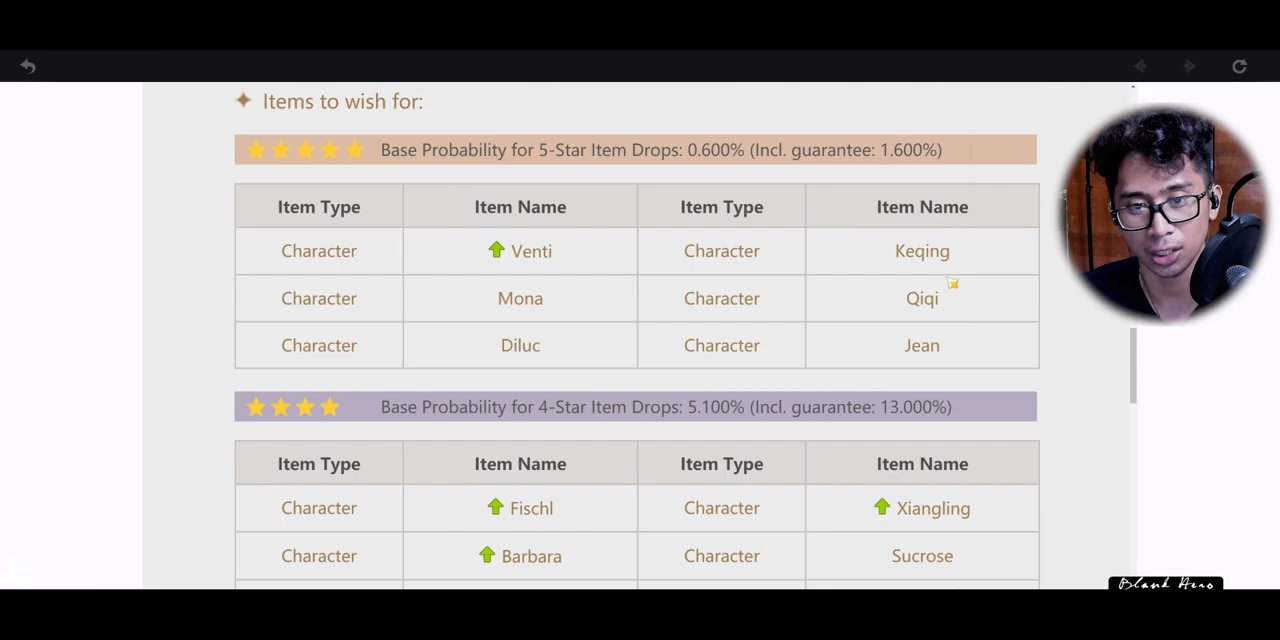 Items to wish for:
Base Probability for 5-Star Item Drops: 0.600% (Incl. guarantee: 1.600%)
Item Type Item Name Item Type Item Name
Character Venti Character Keqing
Character Mona Character Qiqi
Character Diluc Character Jean
Base Probability for 4-Star Item Drops: 5.100% (Incl. guarantee: 13.000%)
Item Type Item Name Item Type Item Name
Character Fischl Character Xiangling
Character Barbara Character Sucrose
Blank Hero